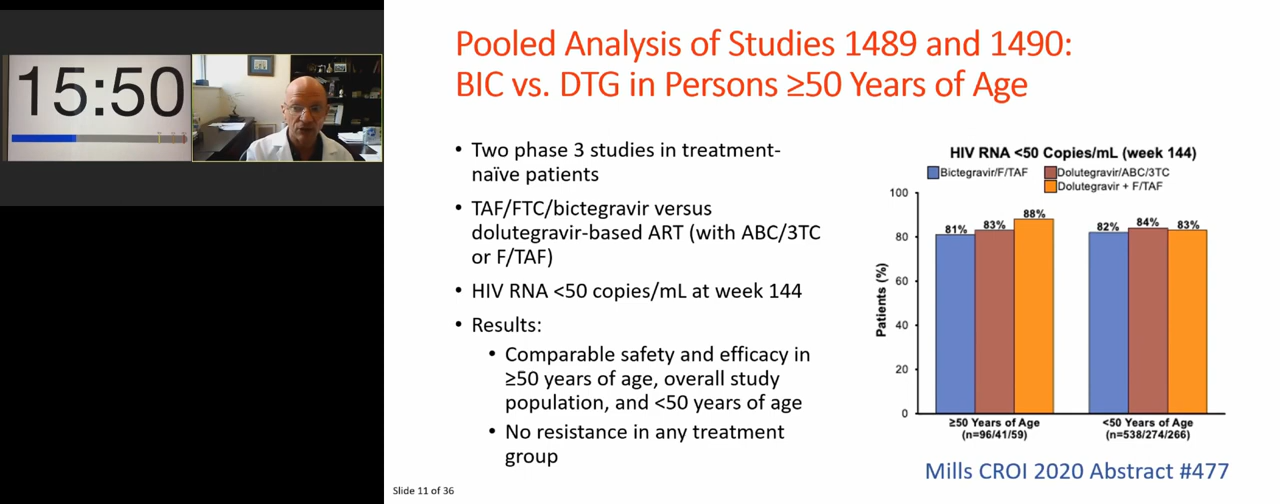 15:50
Pooled Analysis of Studies 1489 and 1490:
BIC vs. DTG in Persons ≥50 Years of Age
• Two phase 3 studies in treatment-
naïve patients
• TAF/FTC/bictegravir versus
dolutegravir-based ART (with ABC/3TC
or F/TAF)
• HIV RNA <50 copies/mL at week 144
• Results:
• Comparable safety and efficacy in
≥50 years of age, overall study
population, and <50 years of age
• No resistance in any treatment
group
HIV RNA <50 Copies/mL (week 144)
Bictegravir/F/TAF
Dolutegravir/ABC/3TC
Dolutegravir + F/TAF
Patients (%)
100
80
60
40
20
0
81%
83%
88%
82%
84%
83%
≥50 Years of Age
(n=96/41/59)
<50 Years of Age
(n=538/274/266)
Mills CROI 2020 Abstract #477
Slide 11 of 36